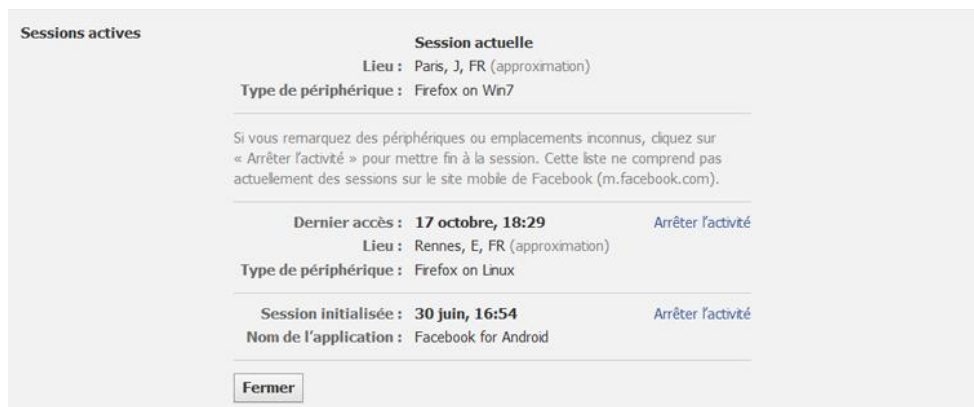 Sessions actives
Session actuelle
Lieu : Paris, J, FR (approximation)
Type de périphérique : Firefox on Win7
Si vous remarquez des périphériques ou emplacements inconnus, cliquez sur
« Arrêter l'activité » pour mettre fin à la session. Cette liste ne comprend pas
actuellement des sessions sur le site mobile de Facebook (m.facebook.com).
Dernier accès : 17 octobre, 18:29 Arrêter l'activité
Lieu : Rennes, E, FR (approximation)
Type de périphérique : Firefox on Linux
Session initialisée : 30 juin, 16:54 Arrêter l'activité
Nom de l'application : Facebook for Android
Fermer